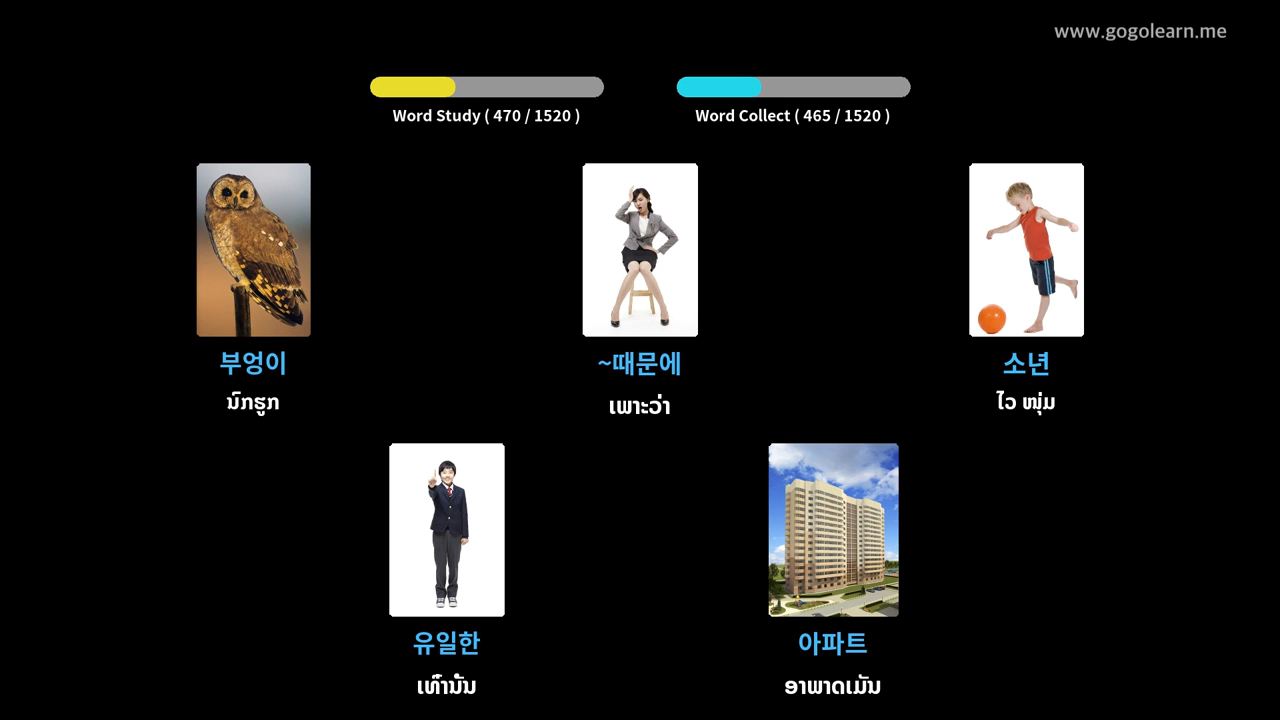 www.gogolearn.me
Word Study ( 470 / 1520 )
Word Collect ( 465 / 1520 )
부엉이
ນົກຮູກ
~때문에
ເພາະວ່າ
소년
ໄວ ໜຸ່ມ
유일한
ເທົ່ານັ້ນ
아파트
ອາພາດເມັນ